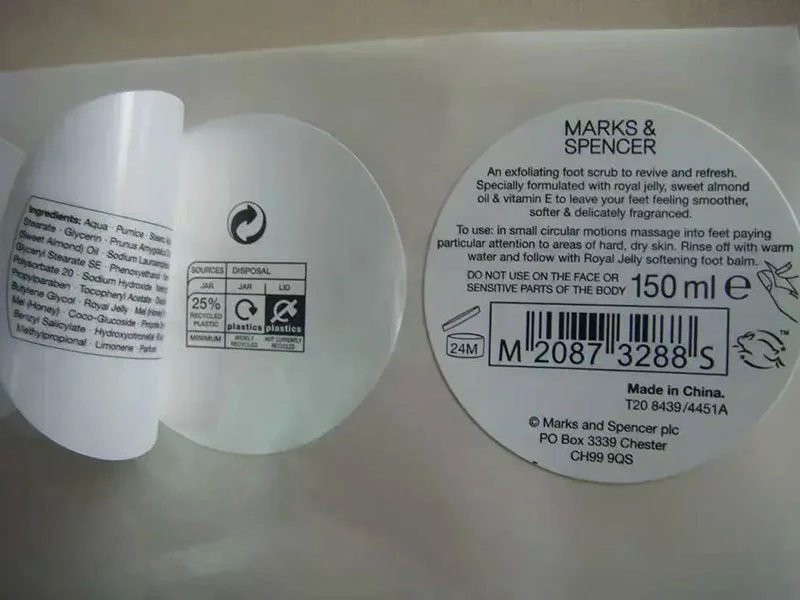 Ingredients: Aqua · Pumice · Stearic
Stearate · Glycerin · Prunus Amygdalus
(Sweet Almond) Oil · Sodium
Glyceryl Stearate SE · Phenoxyethanol
Polysorbate 20 · Sodium Hydroxide
Propylparaben · Tocopheryl Acetate
Butylene Glycol · Royal Jelly · Mel (Honey)
Mel (Honey) · Coco-Glucoside
Benzyl Salicylate · Hydroxycitronellal
Methylpropional · Limonene · Parfum
SOURCES DISPOSAL
JAR JAR LID
25%
RECYCLED
PLASTIC
MINIMUM
plastics plastics
WIDELY
RECYCLED
NOT CURRENTLY
RECYCLED
MARKS &
SPENCER
An exfoliating foot scrub to revive and refresh.
Specially formulated with royal jelly, sweet almond
oil & vitamin E to leave your feet feeling smoother,
softer & delicately fragranced.
To use: in small circular motions massage into feet paying
particular attention to areas of hard, dry skin. Rinse off with warm
water and follow with Royal Jelly softening foot balm.
DO NOT USE ON THE FACE OR
SENSITIVE PARTS OF THE BODY
150 ml e
24M
M 2087 3288 S
Made in China.
T20 8439/4451A
© Marks and Spencer plc
PO Box 3339 Chester
CH99 9QS